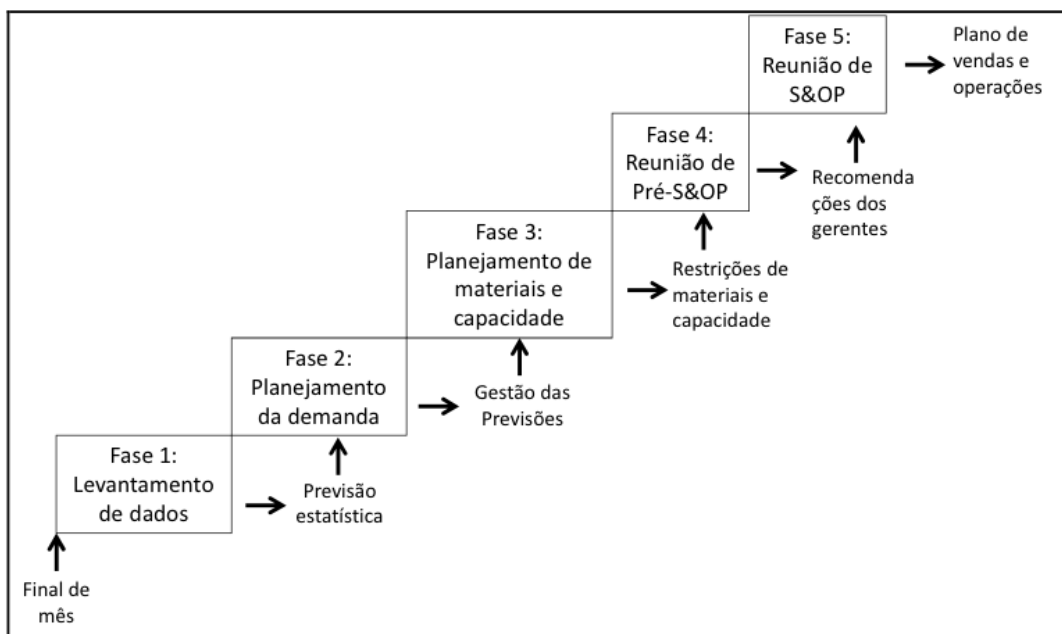 Fase 5:
Reunião de
S&OP
Plano de
vendas e
operações
Fase 4:
Reunião de
Pré-S&OP
Recomenda
ções dos
gerentes
Fase 3:
Planejamento de
materiais e
capacidade
Restrições de
materiais e
capacidade
Fase 2:
Planejamento
da demanda
Gestão das
Previsões
Fase 1:
Levantamento
de dados
Previsão
estatística
Final de
mês